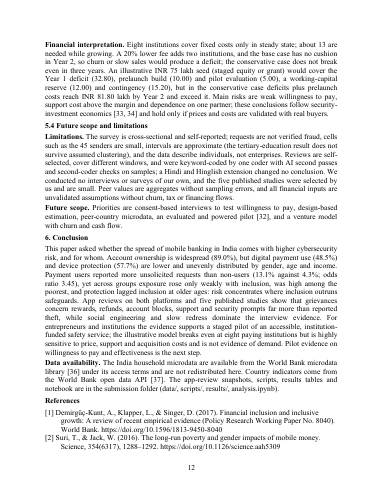 Financial interpretation. Eight institutions cover fixed costs only in steady state; about 13 are
needed while growing. A 20% lower fee adds two institutions, and the base case has no cushion
in Year 2, so churn or slow sales would produce a deficit; the conservative case does not break
even in three years. An illustrative INR 75 lakh seed (staged equity or grant) would cover the
Year 1 deficit (32.80), prelaunch build (10.00) and pilot evaluation (5.00), a working-capital
reserve (12.00) and contingency (15.20), but in the conservative case deficits plus prelaunch
costs reach INR 81.80 lakh by Year 2 and exceed it. Main risks are weak willingness to pay,
support cost above the margin and dependence on one partner; these conclusions follow security-
investment economics [33, 34] and hold only if prices and costs are validated with real buyers.
5.4 Future scope and limitations
Limitations. The survey is cross-sectional and self-reported; requests are not verified fraud, cells
such as the 45 senders are small, intervals are approximate (the tertiary-education result does not
survive assumed clustering), and the data describe individuals, not enterprises. Reviews are self-
selected, cover different windows, and were keyword-coded by one coder with AI second passes
and second-coder checks on samples; a Hindi and Hinglish extension changed no conclusion. We
conducted no interviews or surveys of our own, and the five published studies were selected by
us and are small. Peer values are aggregates without sampling errors, and all financial inputs are
unvalidated assumptions without churn, tax or financing flows.
Future scope. Priorities are consent-based interviews to test willingness to pay, design-based
estimation, peer-country microdata, an evaluated and powered pilot [32], and a venture model
with churn and cash flow.
6. Conclusion
This paper asked whether the spread of mobile banking in India comes with higher cybersecurity
risk, and for whom. Account ownership is widespread (89.0%), but digital payment use (48.5%)
and device protection (57.7%) are lower and unevenly distributed by gender, age and income.
Payment users reported more unsolicited requests than non-users (13.1% against 4.3%; odds
ratio 3.45), yet across groups exposure rose only weakly with inclusion, was high among the
poorest, and protection lagged inclusion at older ages: risk concentrates where inclusion outruns
safeguards. App reviews on both platforms and five published studies show that grievances
concern rewards, refunds, account blocks, support and security prompts far more than reported
theft, while social engineering and slow redress dominate the interview evidence. For
entrepreneurs and institutions the evidence supports a staged pilot of an accessible, institution-
funded safety service; the illustrative model breaks even at eight paying institutions but is highly
sensitive to price, support and acquisition costs and is not evidence of demand. Pilot evidence on
willingness to pay and effectiveness is the next step.
Data availability. The India household microdata are available from the World Bank microdata
library [36] under its access terms and are not redistributed here. Country indicators come from
the World Bank open data API [37]. The app-review snapshots, scripts, results tables and
notebook are in the submission folder (data/, scripts/, results/, analysis.ipynb).
References
[1] Demirgüç-Kunt, A., Klapper, L., & Singer, D. (2017). Financial inclusion and inclusive
growth: A review of recent empirical evidence (Policy Research Working Paper No. 8040).
World Bank. https://doi.org/10.1596/1813-9450-8040
[2] Suri, T., & Jack, W. (2016). The long-run poverty and gender impacts of mobile money.
Science, 354(6317), 1288–1292. https://doi.org/10.1126/science.aah5309
12